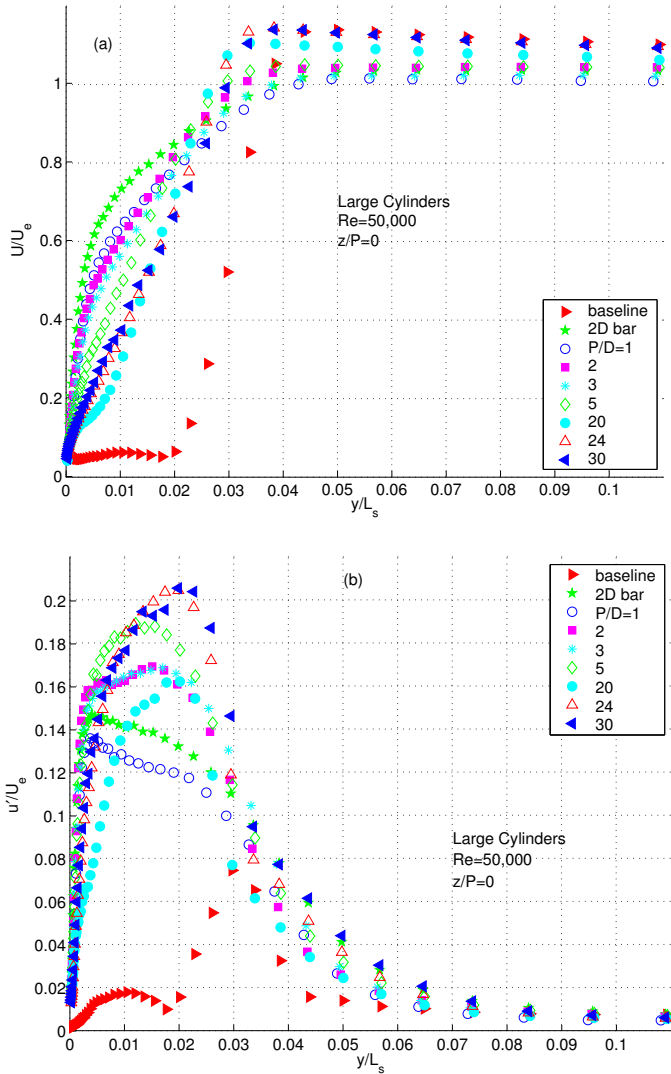 (a)
1
0.8
0.6
0.4
0.2
0
U/Uₑ
Large Cylinders
Re=50,000
z/P=0
baseline
2D bar
P/D=1
2
3
5
20
24
30
0 0.01 0.02 0.03 0.04 0.05 0.06 0.07 0.08 0.09 0.1
y/Lₛ
(b)
0.2
0.18
0.16
0.14
0.12
0.1
0.08
0.06
0.04
0.02
0
u′/Uₑ
baseline
2D bar
P/D=1
2
3
5
20
24
30
Large Cylinders
Re=50,000
z/P=0
0 0.01 0.02 0.03 0.04 0.05 0.06 0.07 0.08 0.09 0.1
y/Lₛ